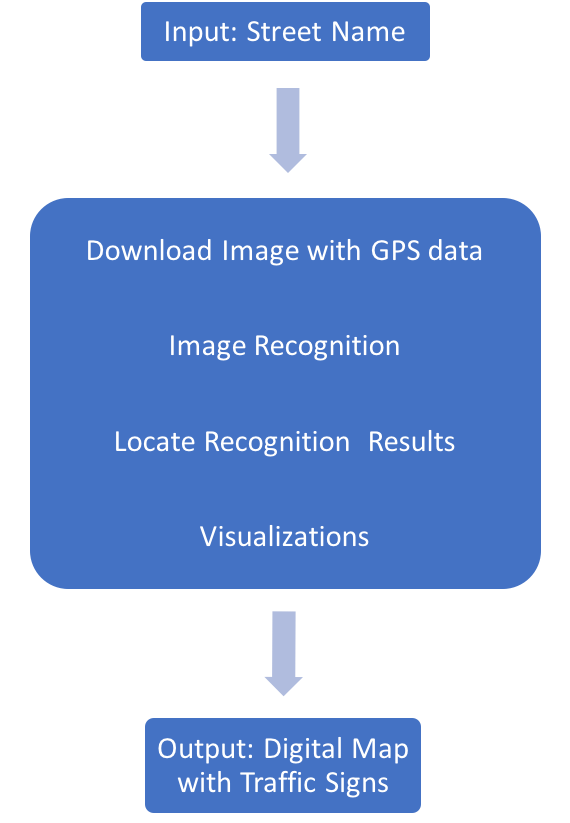 Input: Street Name
Download Image with GPS data
Image Recognition
Locate Recognition  Results
Visualizations
Output: Digital Map
with Traffic Signs